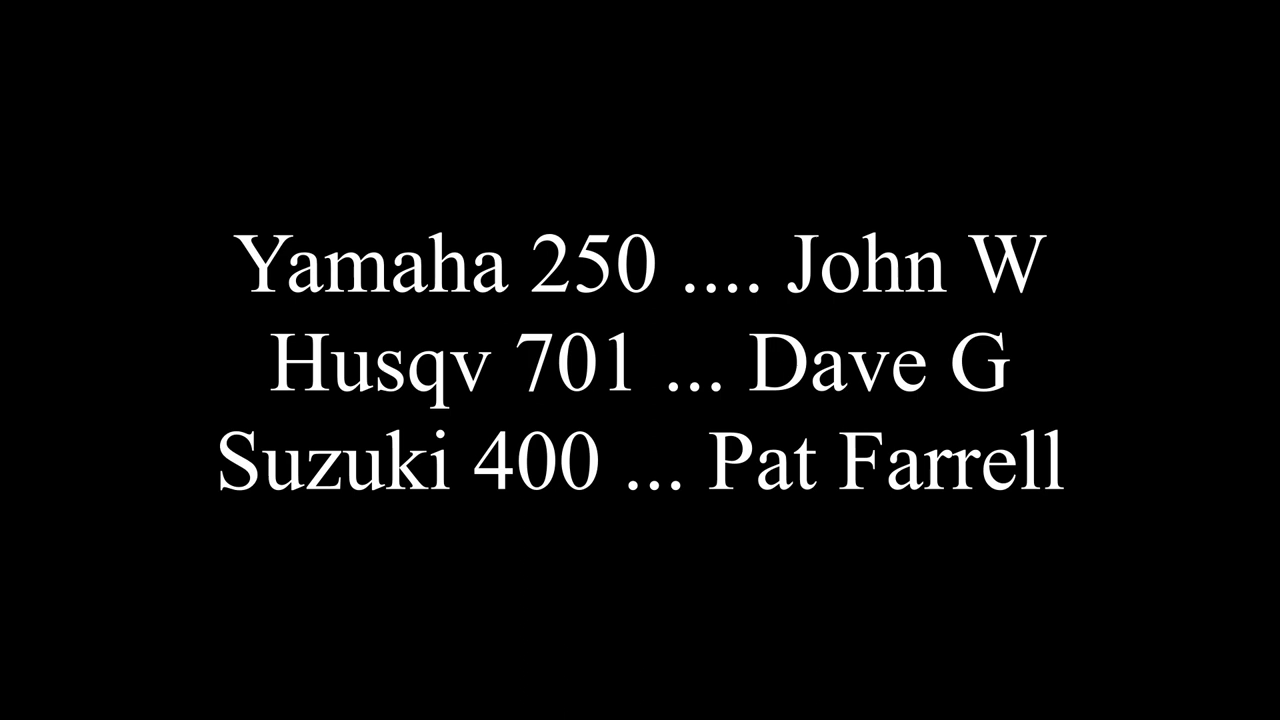 Yamaha 250 .... John W
Husqv 701 ... Dave G
Suzuki 400 ... Pat Farrell